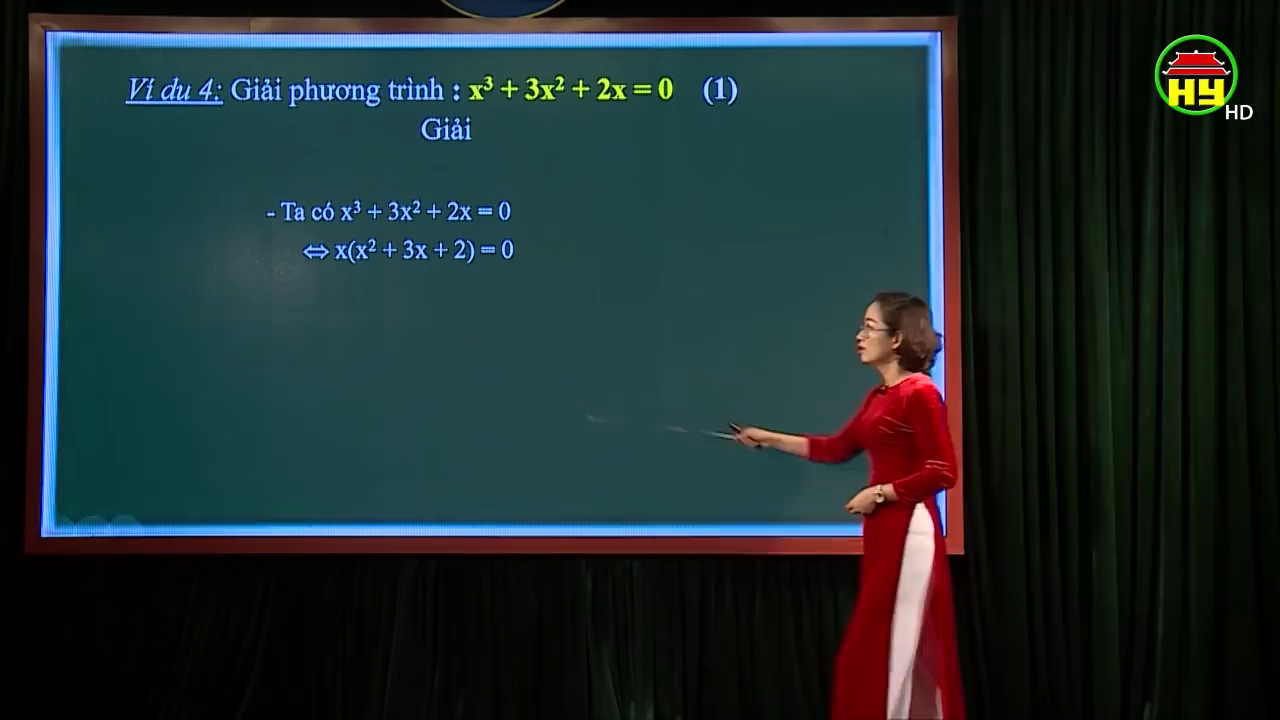 Ví du 4: Giải phương trình : x³ + 3x² + 2x = 0 (1)
Giải
- Ta có x³ + 3x² + 2x = 0
⇔ x(x² + 3x + 2) = 0
HY
HD